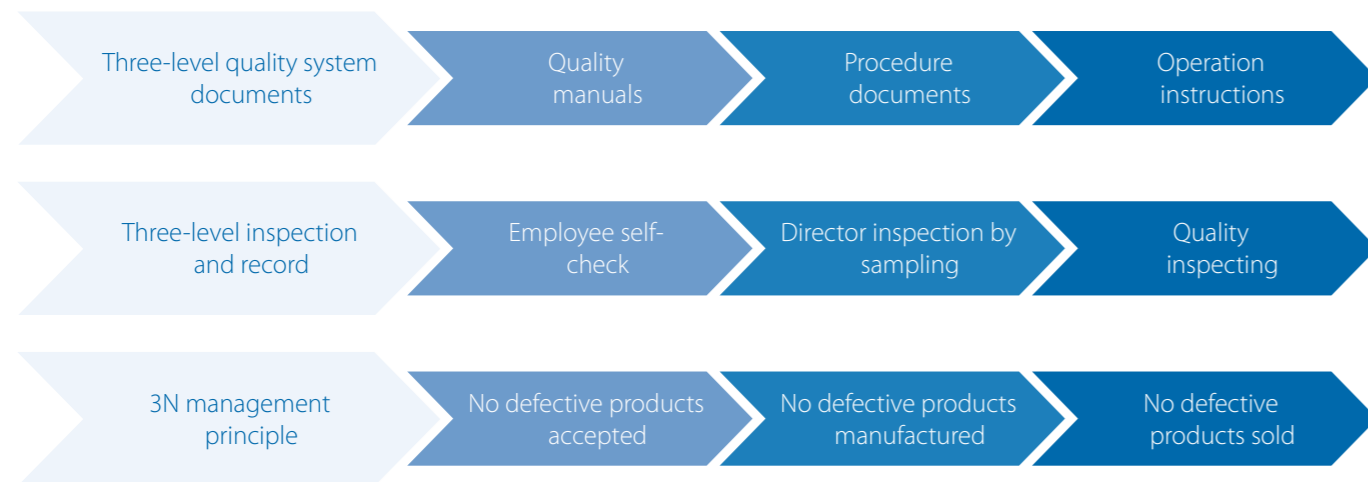 Three-level quality system
documents
Quality
manuals
Procedure
documents
Operation
instructions
Three-level inspection
and record
Employee self-
check
Director inspection by
sampling
Quality
inspecting
3N management
principle
No defective products
accepted
No defective products
manufactured
No defective
products sold